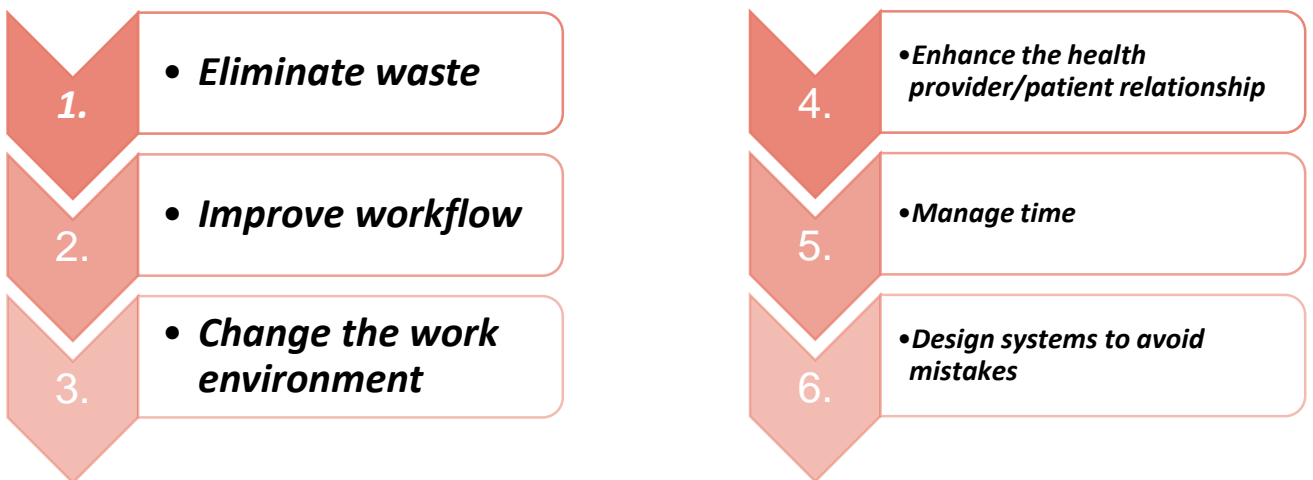 1.
• Eliminate waste
2.
• Improve workflow
3.
• Change the work
environment
4.
•Enhance the health
provider/patient relationship
5.
•Manage time
6.
•Design systems to avoid
mistakes